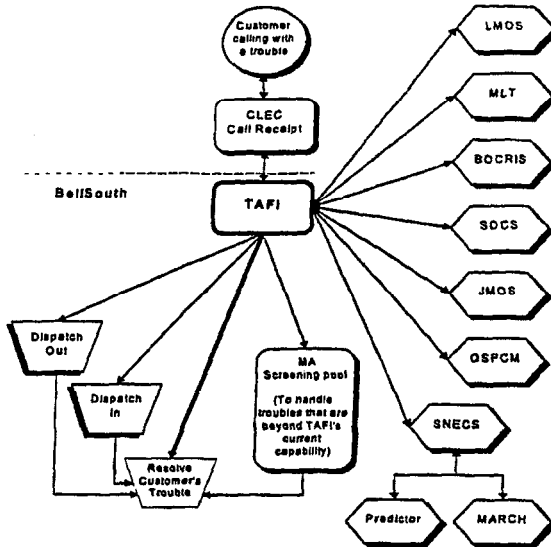 Customer
calling with
a trouble
CLEC
Call Receipt
BellSouth
TAFI
LMOS
MLT
BOCRIS
SOCS
JMOS
OSPCM
SNECS
Predictor
MARCH
Dispatch
Out
Dispatch
In
MA
Screening pool
(To handle
troubles that are
beyond TAFI's
current
capability)
Resolve
Customer's
Trouble